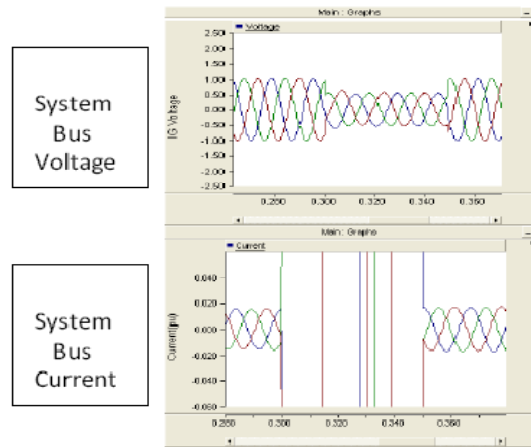 System
Bus
Voltage
Main : Graphs
Voltage
IG Voltage
2.50
2.00
1.50
1.00
0.50
0.00
-0.50
-1.00
-1.50
-2.00
-2.50
0.280 0.300 0.320 0.340 0.360
System
Bus
Current
Main : Graphs
Current
Current(pu)
0.040
0.020
0.000
-0.020
-0.040
-0.060
0.280 0.300 0.320 0.340 0.360